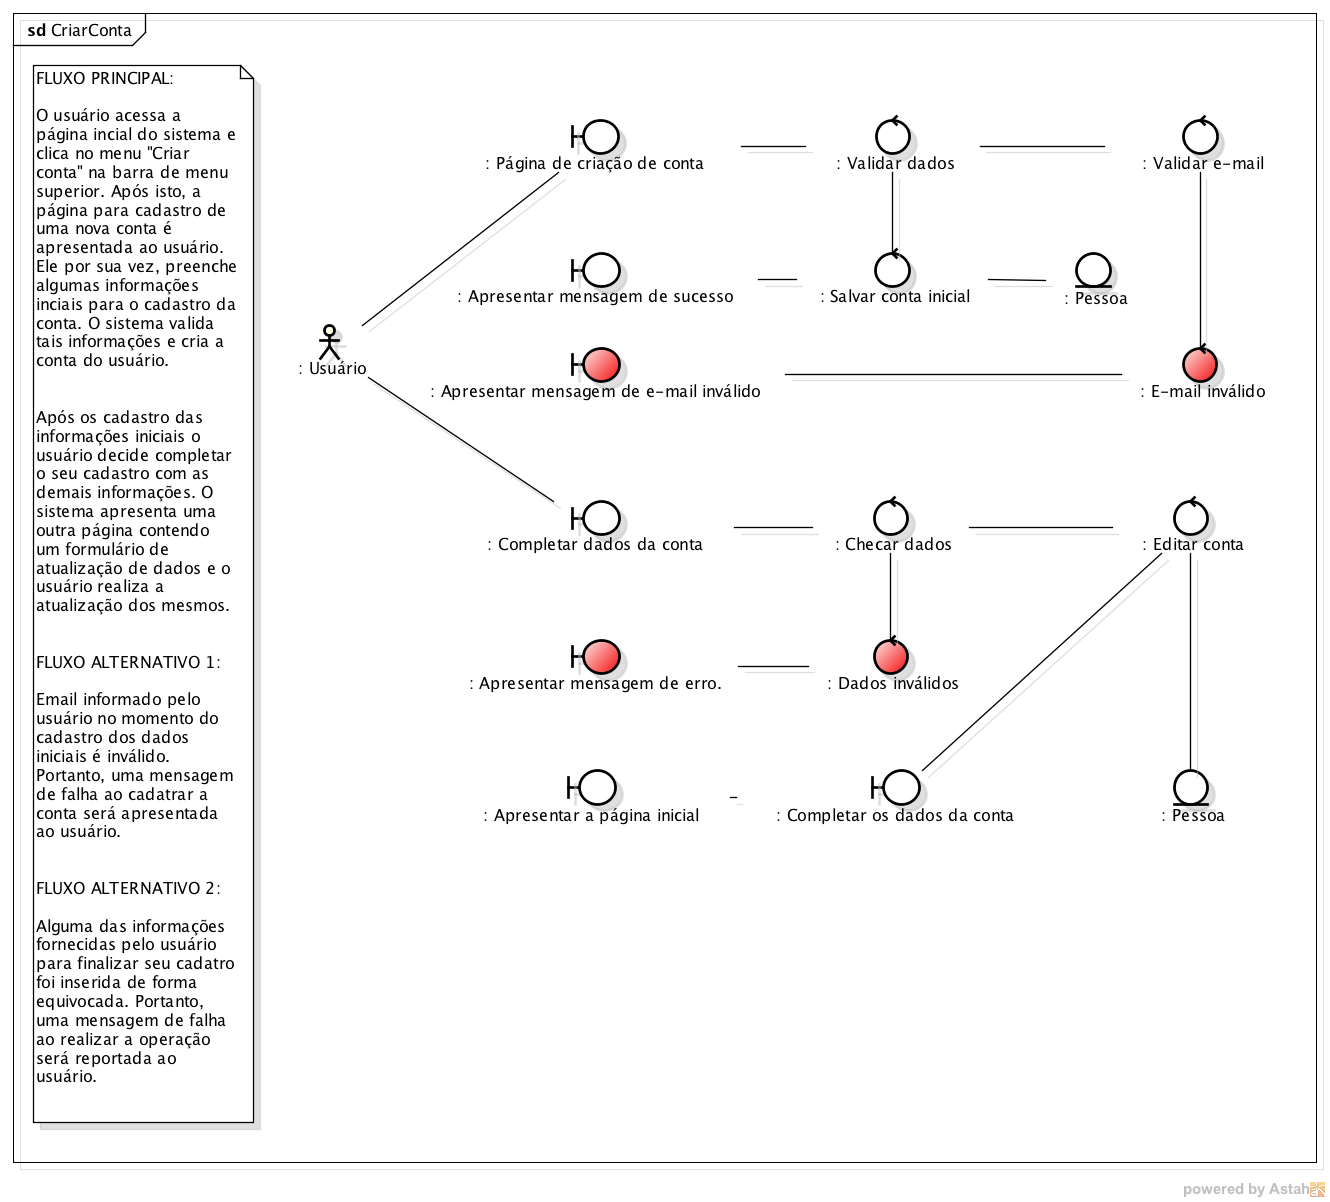 sd CriarConta
FLUXO PRINCIPAL:
O usuário acessa a
página incial do sistema e
clica no menu "Criar
conta" na barra de menu
superior. Após isto, a
página para cadastro de
uma nova conta é
apresentada ao usuário.
Ele por sua vez, preenche
algumas informações
inciais para o cadastro da
conta. O sistema valida
tais informações e cria a
conta do usuário.
Após os cadastro das
informações iniciais o
usuário decide completar
o seu cadastro com as
demais informações. O
sistema apresenta uma
outra página contendo
um formulário de
atualização de dados e o
usuário realiza a
atualização dos mesmos.
FLUXO ALTERNATIVO 1:
Email informado pelo
usuário no momento do
cadastro dos dados
iniciais é inválido.
Portanto, uma mensagem
de falha ao cadatrar a
conta será apresentada
ao usuário.
FLUXO ALTERNATIVO 2:
Alguma das informações
fornecidas pelo usuário
para finalizar seu cadatro
foi inserida de forma
equivocada. Portanto,
uma mensagem de falha
ao realizar a operação
será reportada ao
usuário.
: Página de criação de conta
: Validar dados
: Validar e-mail
: Apresentar mensagem de sucesso
: Salvar conta inicial
: Pessoa
: Usuário
: Apresentar mensagem de e-mail inválido
: E-mail inválido
: Completar dados da conta
: Checar dados
: Editar conta
: Apresentar mensagem de erro.
: Dados inválidos
: Apresentar a página inicial
: Completar os dados da conta
: Pessoa
powered by Astah